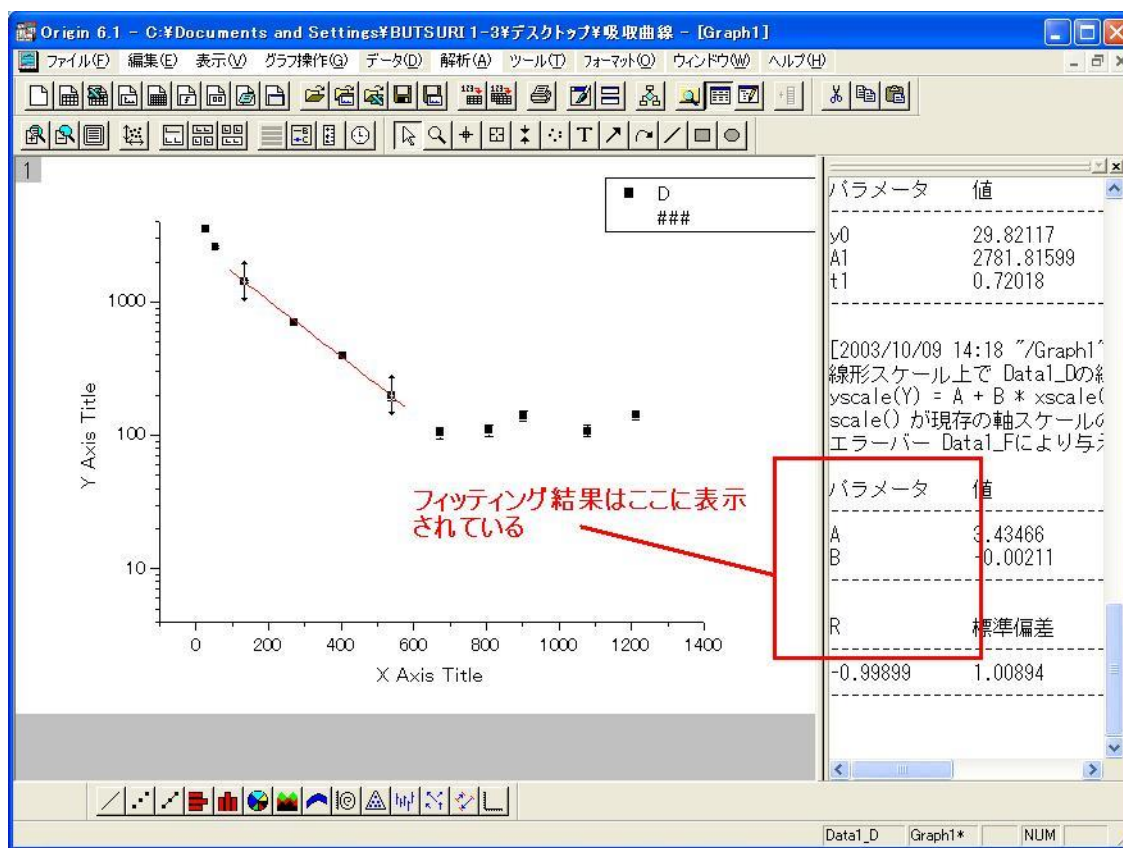 Origin 6.1 - C:¥Documents and Settings¥BUTSURI 1-3¥デスクトップ¥吸収曲線 - [Graph1]
ファイル(F) 編集(E) 表示(V) グラフ操作(G) データ(D) 解析(A) ツール(T) フォーマット(O) ウィンドウ(W) ヘルプ(H)
1
D
###
1000
100
10
Y Axis Title
0 200 400 600 800 1000 1200 1400
X Axis Title
フィッティング結果はここに表示
されている
パラメータ 値
y0 29.82117
A1 2781.81599
t1 0.72018
[2003/10/09 14:18 "/Graph1"
線形スケール上で Data1_Dの
yscale(Y) = A + B * xscale(
scale() が現存の軸スケールの
エラーバー Data1_Fにより与
パラメータ 値
A 3.43466
B -0.00211
R 標準偏差
-0.99899 1.00894
Data1_D Graph1* NUM